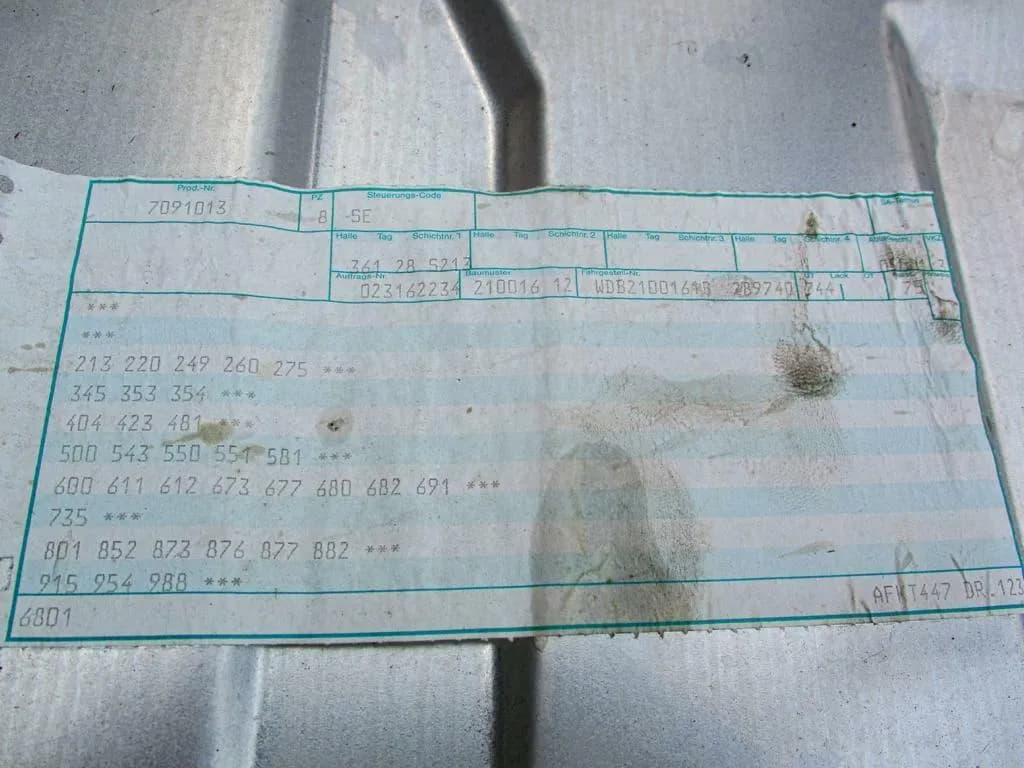 Prod.-Nr. PZ Steuerungs-Code
7091013 8 -SE
Halle Tag Schichtnr. 1 Halle Tag Schichtnr. 2 Halle Tag Schichtnr. 3 Halle Tag Schichtnr. 4 VKZ
361 28 5213
Auftrags-Nr. Baumuster Fahrgestell-Nr. Lack
023162234 210016 12 WDB2100161B 289740 744 75
***
***
213 220 249 260 275 ***
345 353 354 ***
404 423 481 ***
500 543 550 551 581 ***
600 611 612 673 677 680 682 691 ***
735 ***
801 852 873 876 877 882 ***
915 954 988 ***
6801 AFKT447 DR.123